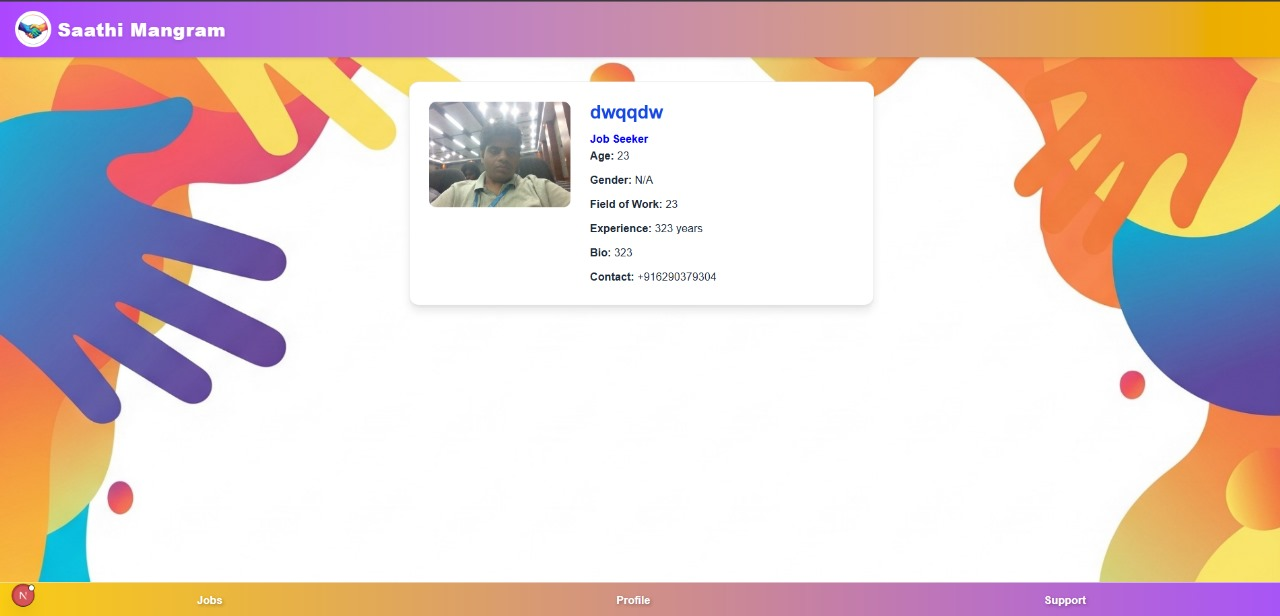 Saathi Mangram
dwqqdw
Job Seeker
Age: 23
Gender: N/A
Field of Work: 23
Experience: 323 years
Bio: 323
Contact: +916290379304
N
Jobs
Profile
Support